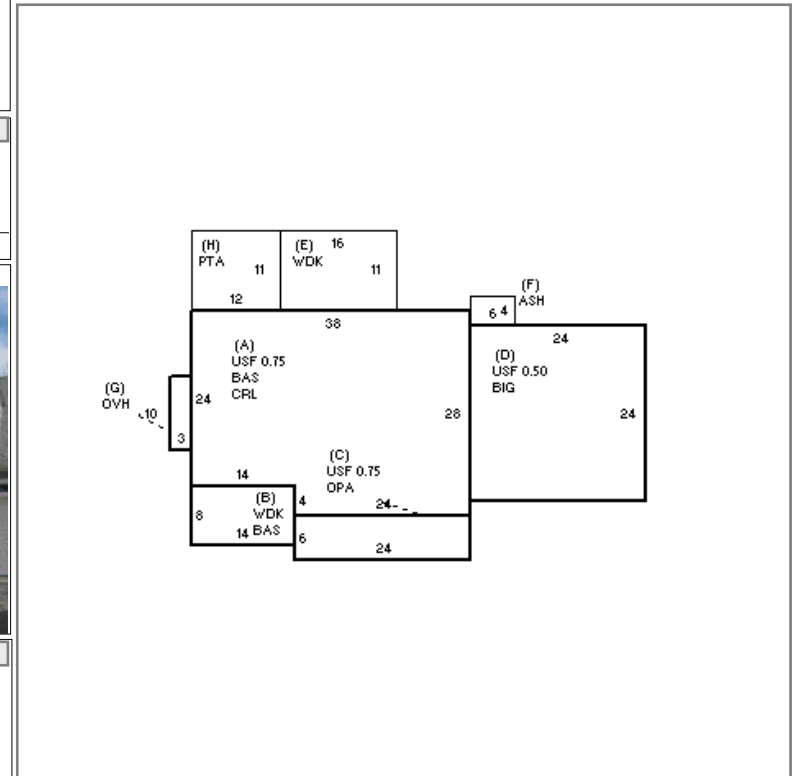 (H)
PTA
11
12
(E) 16
WDK
11
(F)
ASH
6 4
38
(A)
USF 0.75
BAS
CRL
24
28
24
(D)
USF 0.50
BIG
24
(G)
OVH
10
3
(C)
USF 0.75
OPA
24
14
4
(B)
WDK
BAS
8
14
6
24